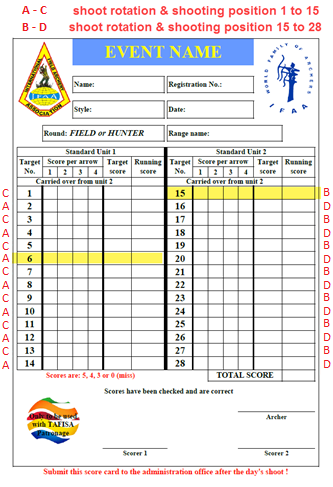 A - C shoot rotation & shooting position 1 to 15
B - D shoot rotation & shooting position 15 to 28
INTERNATIONAL FIELD ARCHERY ASSOCIATION
IFAA
EVENT NAME
WORLD FAMILY OF ARCHERS
IFAA
Name: Registration No.:
Style: Date:
Round: FIELD or HUNTER Range name:
Standard Unit 1 Standard Unit 2
Target No. Score per arrow Target score Running score Target No. Score per arrow Target score Running score
1 2 3 4 1 2 3 4
Carried over from unit 2 Carried over from unit 2
C 1 15 B
A 2 16 D
C 3 17 B
A 4 18 D
C 5 19 B
A 6 20 D
C 7 21 B
A 8 22 D
C 9 23 B
A 10 24 D
C 11 25 B
A 12 26 D
C 13 27 B
A 14 28 D
Scores are: 5, 4, 3 or 0 (miss) TOTAL SCORE
Scores have been checked and are correct
Only to be used
with TAFISA
Patronage
Archer
Scorer 1 Scorer 2
Submit this score card to the administration office after the day's shoot !